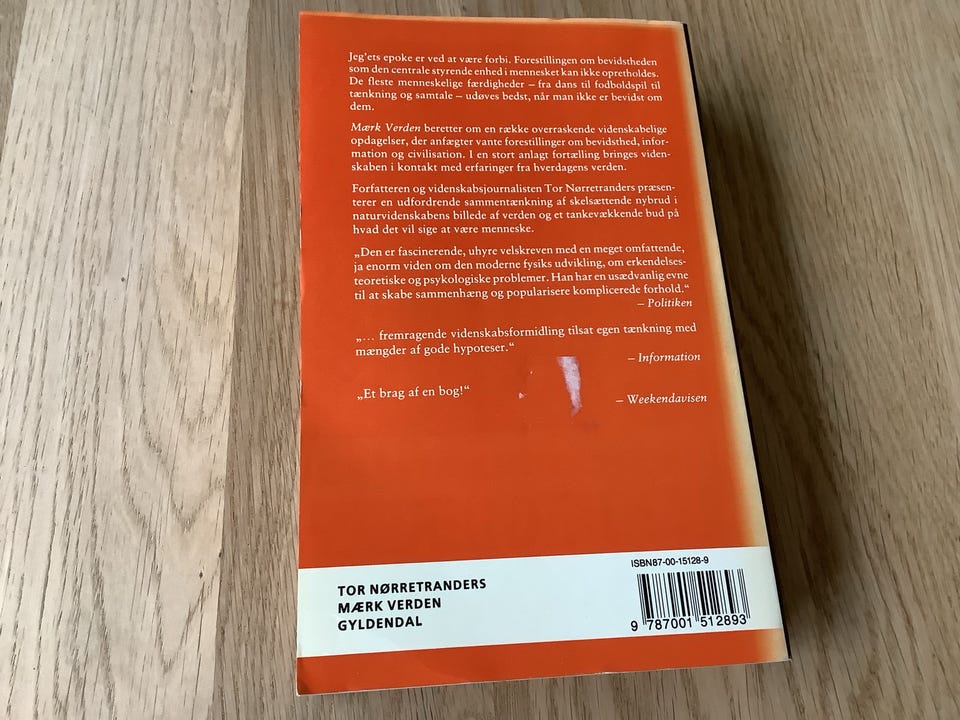 Jeg'ets epoke er ved at være forbi. Forestillingen om bevidstheden
som den centrale styrende enhed i mennesket kan ikke opretholdes.
De fleste menneskelige færdigheder – fra dans til fodboldspil til
tænkning og samtale – udøves bedst, når man ikke er bevidst om
dem.
Mærk Verden beretter om en række overraskende videnskabelige
opdagelser, der anfægter vante forestillinger om bevidsthed, infor-
mation og civilisation. I en stort anlagt fortælling bringes viden-
skaben i kontakt med erfaringer fra hverdagens verden.
Forfatteren og videnskabsjournalisten Tor Nørretranders præsen-
terer en udfordrende sammentænkning af skelsættende nybrud i
naturvidenskabens billede af verden og et tankevækkende bud på
hvad det vil sige at være menneske.
„Den er fascinerende, uhyre velskreven med en meget omfattende,
ja enorm viden om den moderne fysiks udvikling, om erkendelses-
teoretiske og psykologiske problemer. Han har en usædvanlig evne
til at skabe sammenhæng og popularisere komplicerede forhold.“
– Politiken
„... fremragende videnskabsformidling tilsat egen tænkning med
mængder af gode hypoteser.“
– Information
„Et brag af en bog!“
– Weekendavisen
TOR NØRRETRANDERS
MÆRK VERDEN
GYLDENDAL
ISBN87-00-15128-9
9 787001 512893